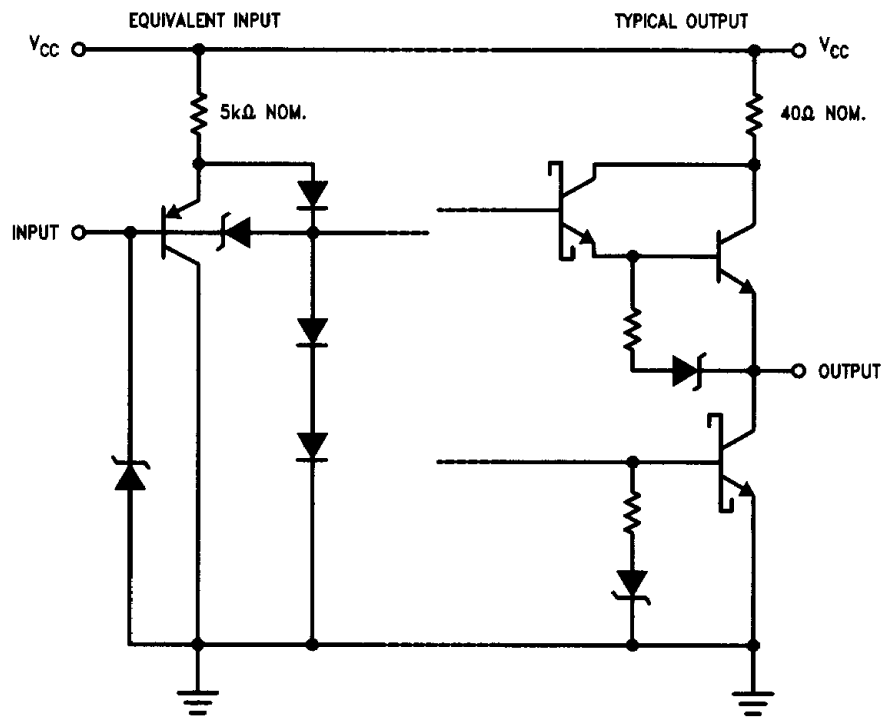 EQUIVALENT INPUT
TYPICAL OUTPUT
VCC
VCC
5kΩ NOM.
40Ω NOM.
INPUT
OUTPUT